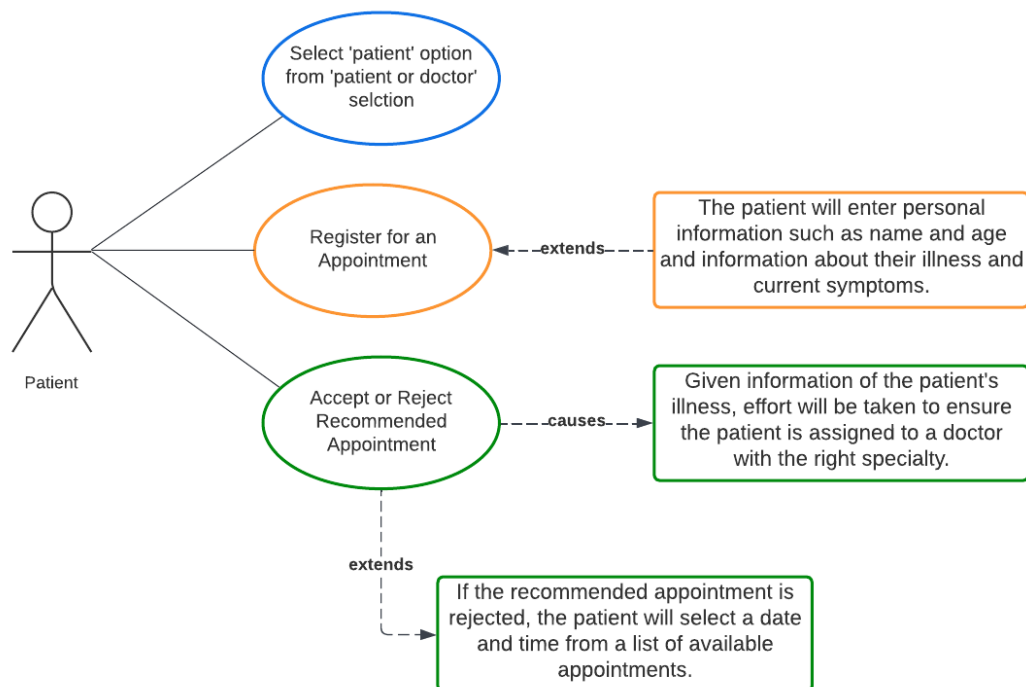 Select 'patient' option
from 'patient or doctor'
selction
Register for an
Appointment
extends
The patient will enter personal
information such as name and age
and information about their illness and
current symptoms.
Patient
Accept or Reject
Recommended
Appointment
causes
Given information of the patient's
illness, effort will be taken to ensure
the patient is assigned to a doctor
with the right specialty.
extends
If the recommended appointment is
rejected, the patient will select a date
and time from a list of available
appointments.